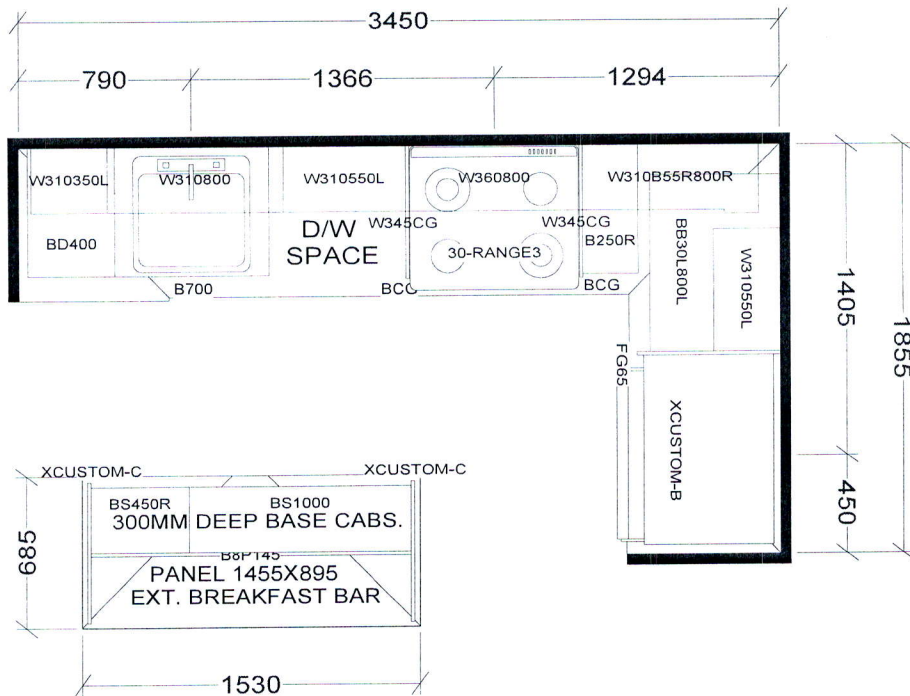 3450
790
1366
1294
W310350L
W310800
W310550L
W360800
W310B55R800R
W345CG
W345CG
BD400
D/W
SPACE
30-RANGE3
B250R
BB30L800L
W310550L
B700
BCG
FG65
XCUSTOM-B
1405
1855
450
XCUSTOM-C
XCUSTOM-C
BS450R
BS1000
300MM DEEP BASE CABS.
PANEL 1455X895
EXT. BREAKFAST BAR
685
1530